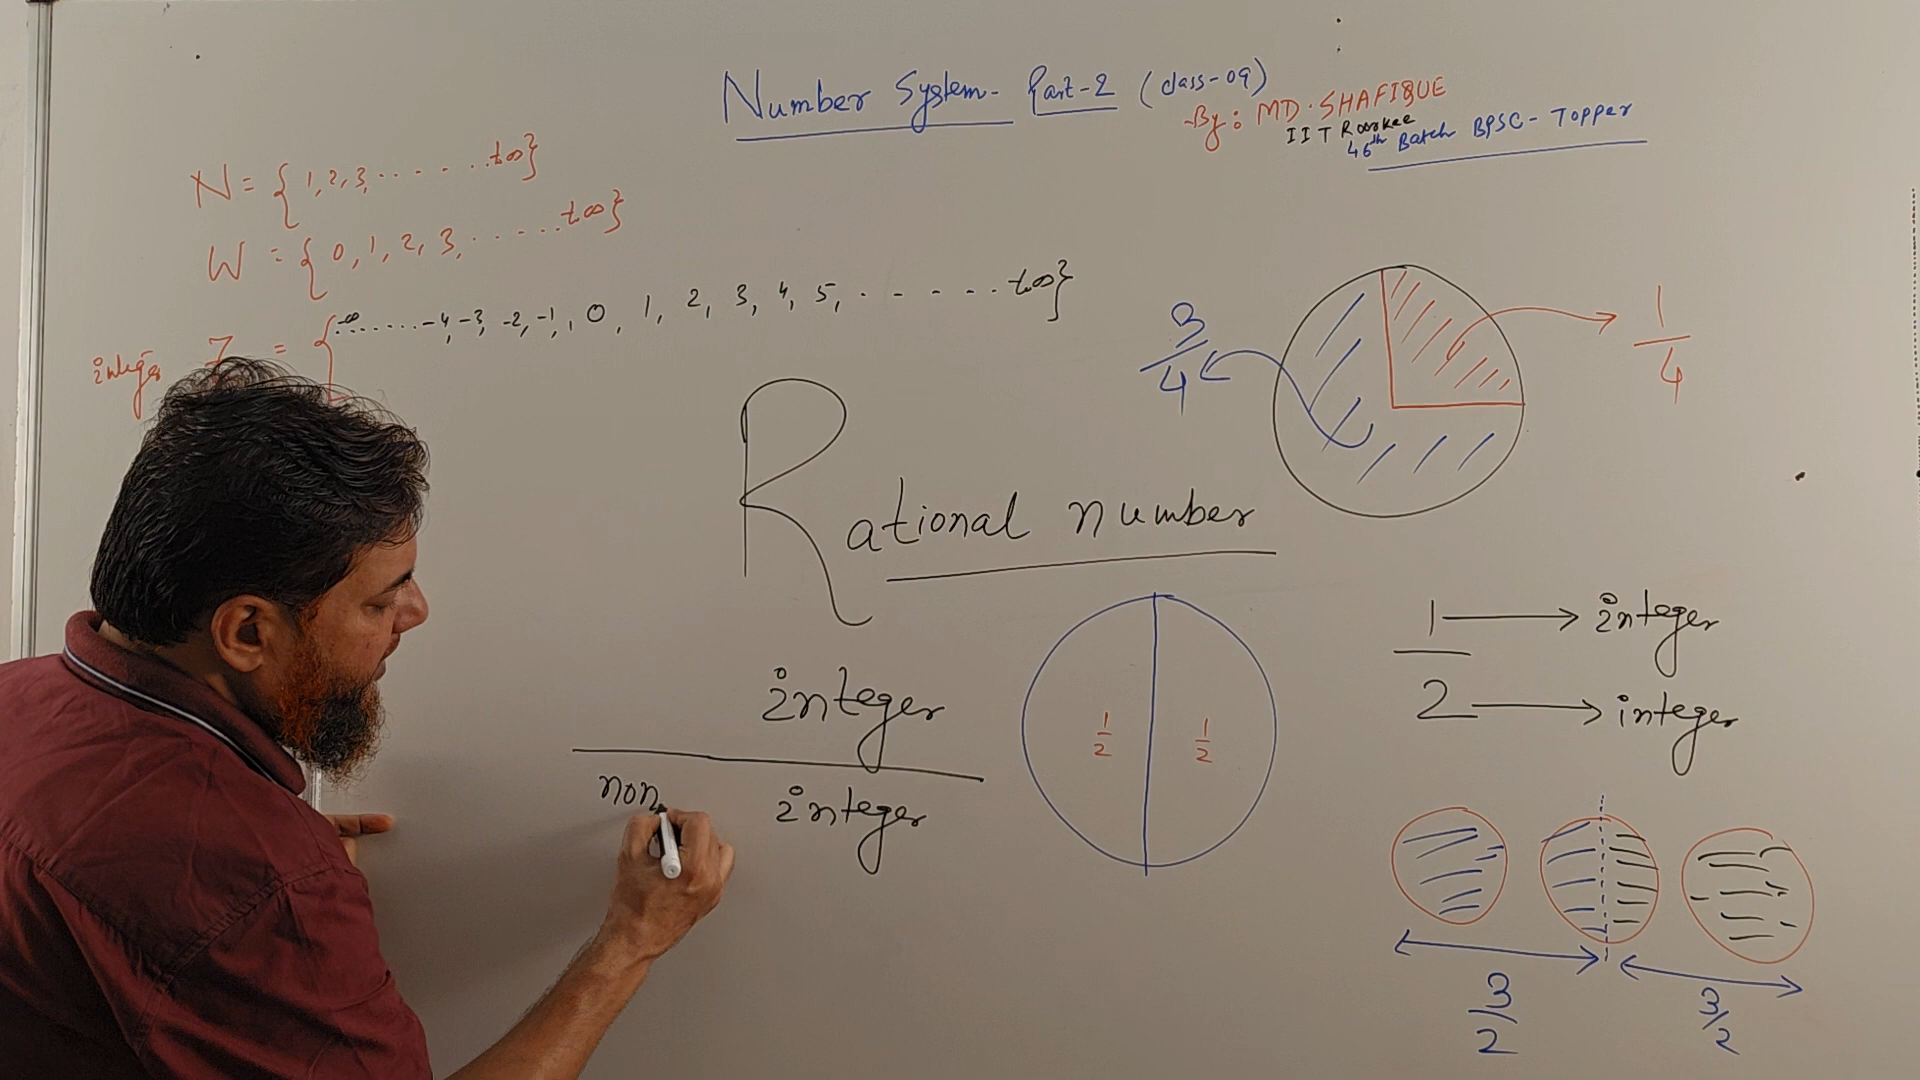 Number System- Part-2 (class-09)
-By: MD. SHAFIQUE
IIT Roorkee
46th Batch BPSC - Topper
N = { 1, 2, 3, . . . . . . to ∞}
W = { 0, 1, 2, 3, . . . . . . to ∞}
integer Z = { -∞ ........ -4, -3, -2, -1, , 0, 1, 2, 3, 4, 5, . . . . . . to ∞}
3/4
1/4
Rational number
integer
non integer
1/2 1/2
1 → integer
2 → integer
3/2 3/2